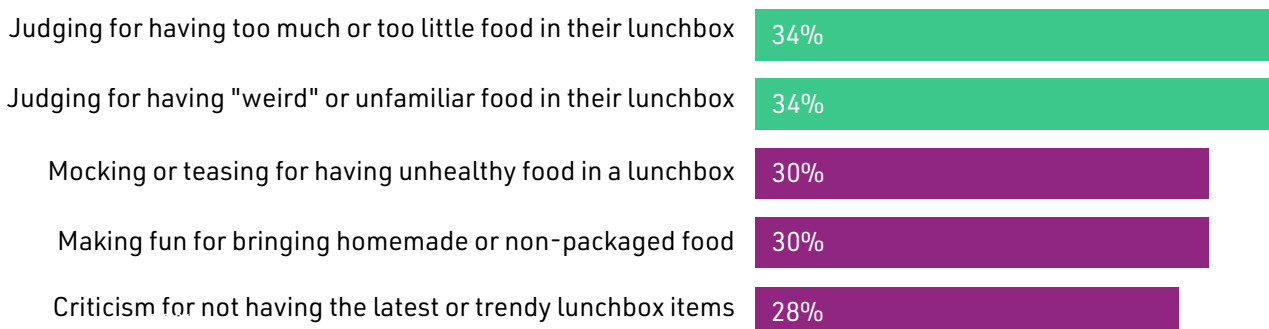 Judging for having too much or too little food in their lunchbox 34%
Judging for having "weird" or unfamiliar food in their lunchbox 34%
Mocking or teasing for having unhealthy food in a lunchbox 30%
Making fun for bringing homemade or non-packaged food 30%
Criticism for not having the latest or trendy lunchbox items 28%